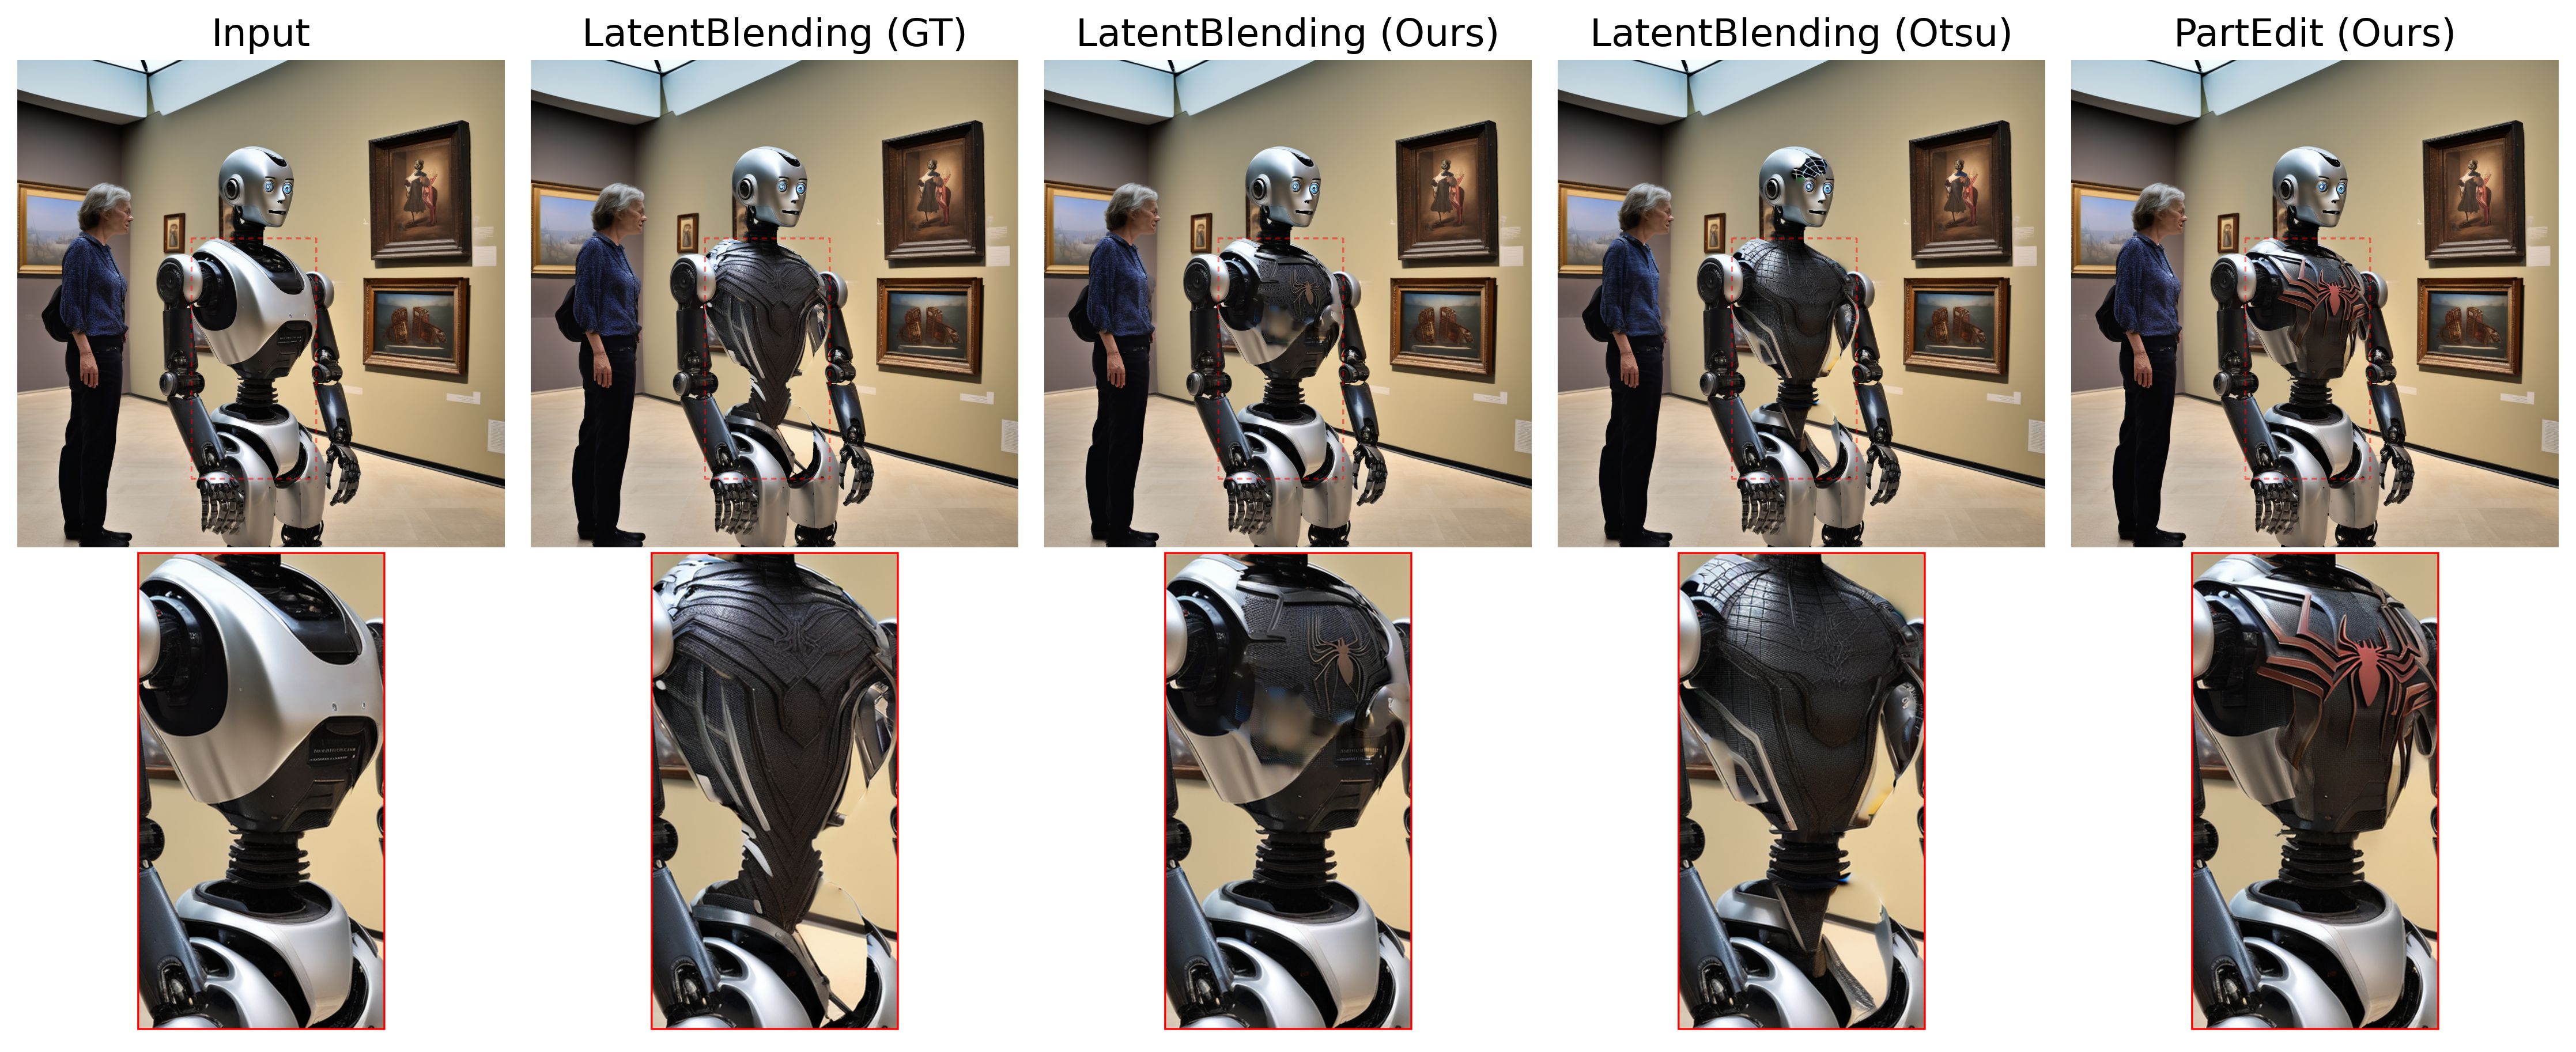 Input
LatentBlending (GT)
LatentBlending (Ours)
LatentBlending (Otsu)
PartEdit (Ours)